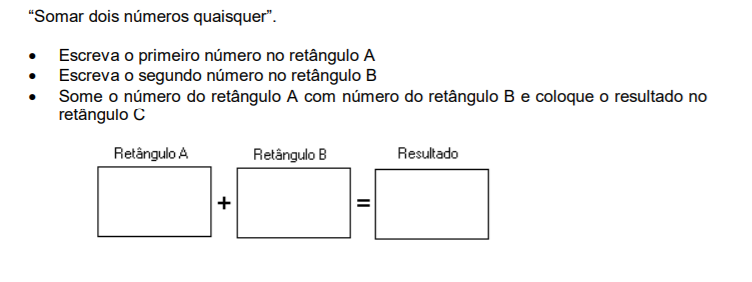 “Somar dois números quaisquer”.
• Escreva o primeiro número no retângulo A
• Escreva o segundo número no retângulo B
• Some o número do retângulo A com número do retângulo B e coloque o resultado no
retângulo C
Retângulo A Retângulo B Resultado
+ =